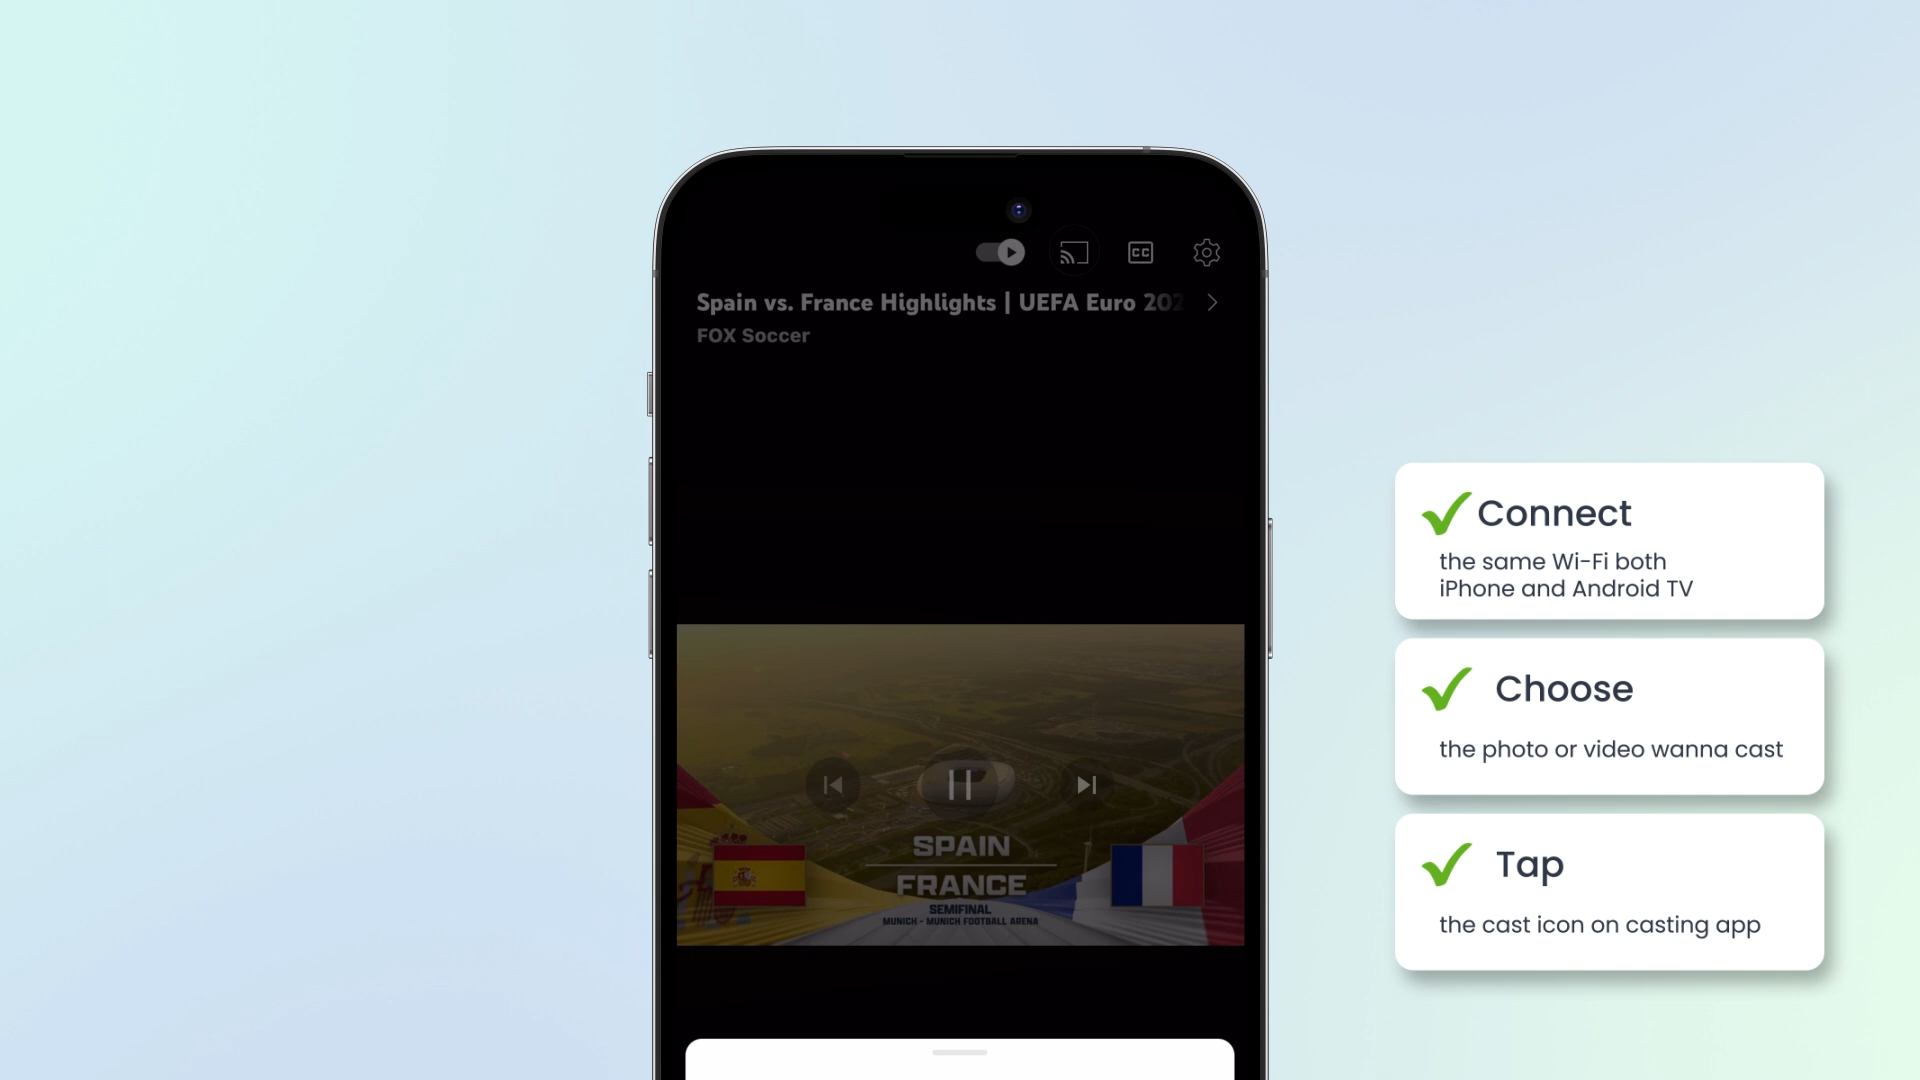 CC
Spain vs. France Highlights | UEFA Euro 202
FOX Soccer
SPAIN
FRANCE
SEMIFINAL
MUNICH - MUNICH FOOTBALL ARENA
Connect
the same Wi-Fi both
iPhone and Android TV
Choose
the photo or video wanna cast
Tap
the cast icon on casting app